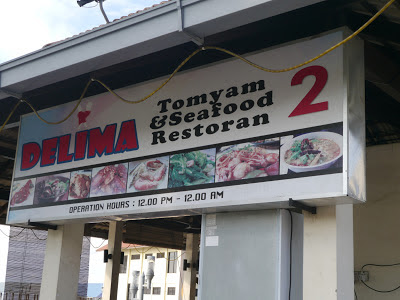 DELIMA
Tomyam
&Seafood
Restoran
2
OPERATION HOURS : 12.00 PM - 12.00 AM